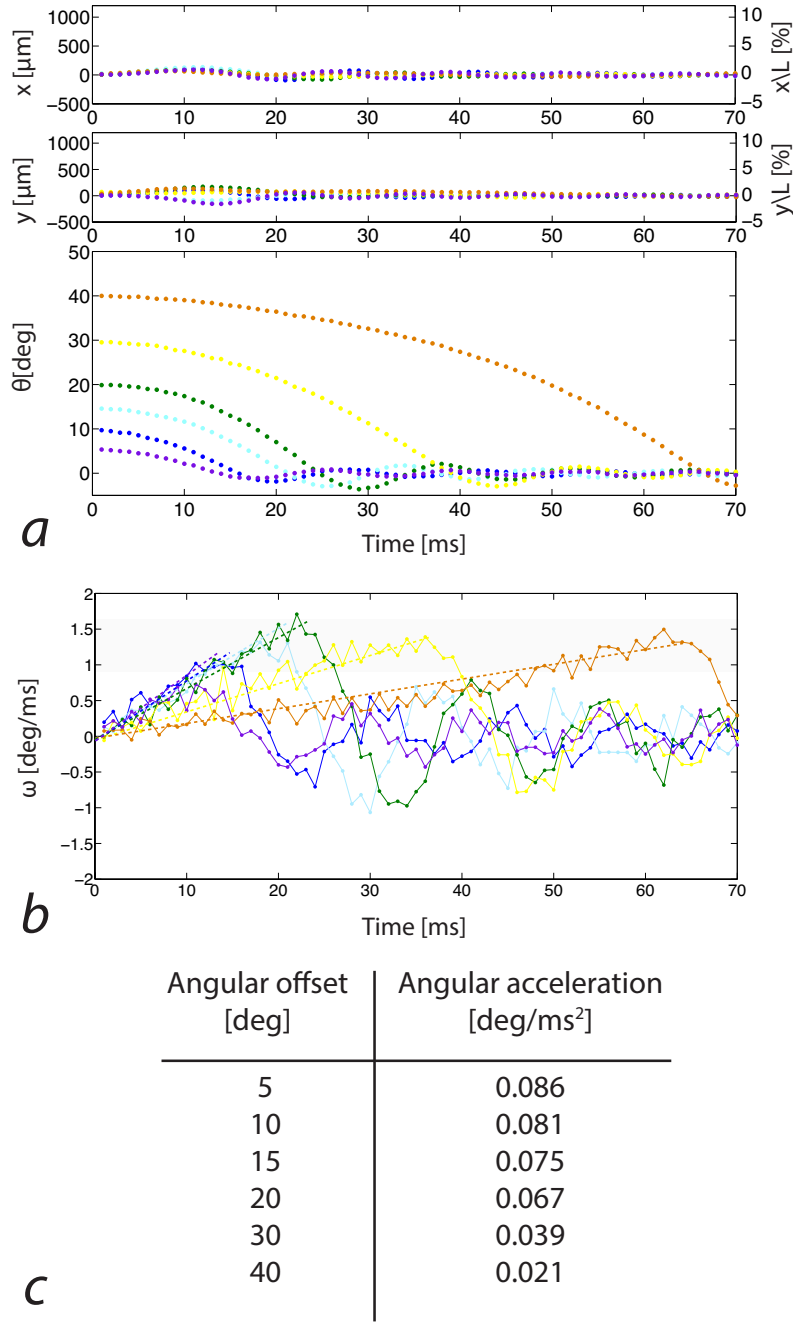 1000
500
0
−500
x [µm]
10
5
0
−5
x\L [%]
0 10 20 30 40 50 60 70
1000
500
0
−500
y [µm]
10
5
0
−5
y\L [%]
0 10 20 30 40 50 60 70
50
40
30
20
10
0
θ[deg]
0 10 20 30 40 50 60 70
Time [ms]
a
2
1.5
1
0.5
0
−0.5
−1
−1.5
−2
ω [deg/ms]
0 10 20 30 40 50 60 70
Time [ms]
b
Angular offset Angular acceleration
[deg] [deg/ms²]
5 0.086
10 0.081
15 0.075
20 0.067
30 0.039
40 0.021
c